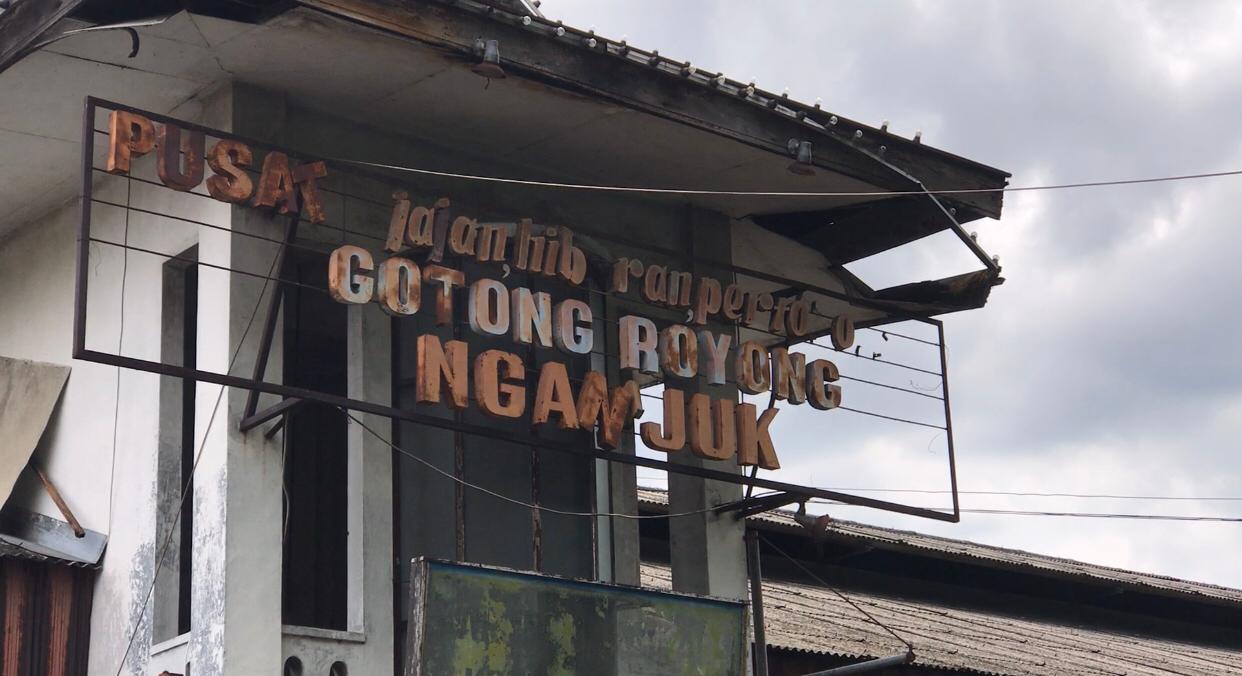 PUSAT
jajan,hib ran,perto o
GOTONG ROYONG
NGANJUK